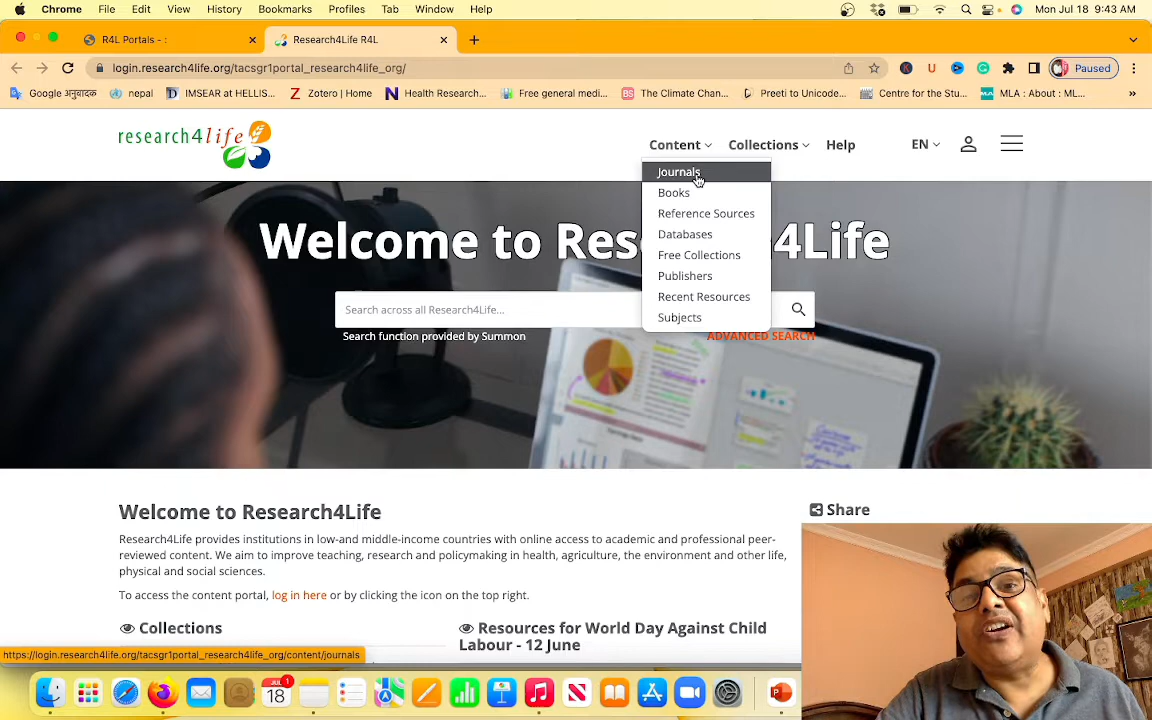 Chrome File Edit View History Bookmarks Profiles Tab Window Help Mon Jul 18 9:43 AM
R4L Portals - : Research4Life R4L
login.research4life.org/tacsgr1portal_research4life_org/ Paused
Google अनुवादक nepal IMSEAR at HELLIS... Zotero | Home Health Research... Free general medi... The Climate Chan... Preeti to Unicode... Centre for the Stu... MLA : About : ML... »
research4life Content Collections Help EN
Journals
Books
Reference Sources
Databases
Free Collections
Publishers
Recent Resources
Subjects
Welcome to Res 4Life
Search across all Research4Life...
Search function provided by Summon ADVANCED SEARCH
Welcome to Research4Life
Research4Life provides institutions in low-and middle-income countries with online access to academic and professional peer-
reviewed content. We aim to improve teaching, research and policymaking in health, agriculture, the environment and other life,
physical and social sciences.
To access the content portal, log in here or by clicking the icon on the top right.
Share
Collections
Resources for World Day Against Child
Labour - 12 June
https://login.research4life.org/tacsgr1portal_research4life_org/content/journals
JUL 1
18